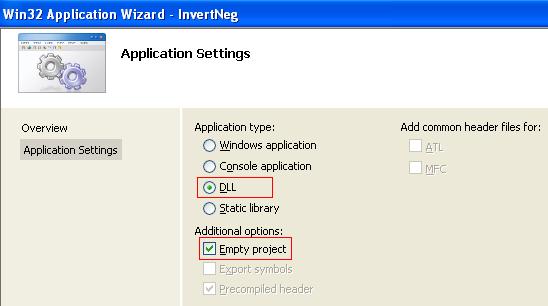 Win32 Application Wizard - InvertNeg
Application Settings
Overview
Application Settings
Application type:
Windows application
Console application
DLL
Static library
Additional options:
Empty project
Export symbols
Precompiled header
Add common header files for:
ATL
MFC